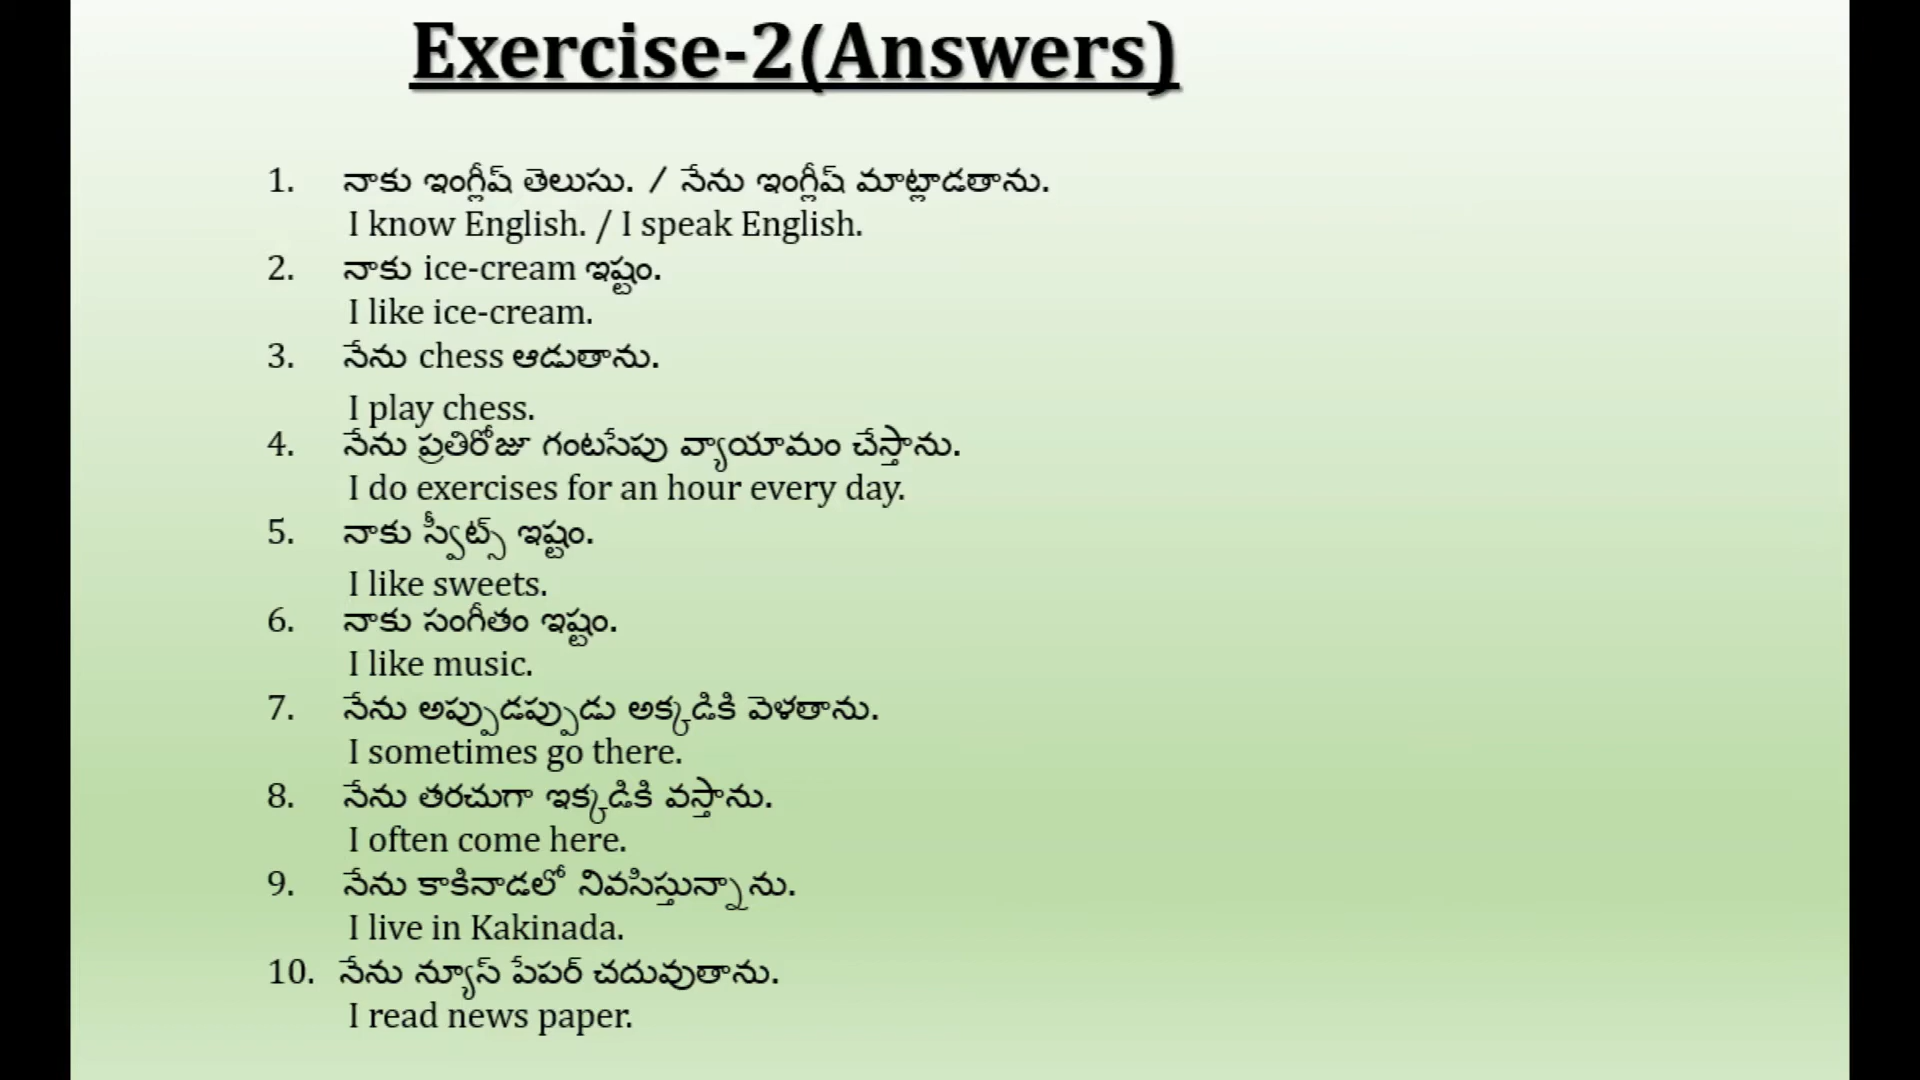 Exercise-2(Answers)
1. నాకు ఇంగ్లీష్ తెలుసు. / నేను ఇంగ్లీష్ మాట్లాడతాను.
I know English. / I speak English.
2. నాకు ice-cream ఇష్టం.
I like ice-cream.
3. నేను chess ఆడుతాను.
I play chess.
4. నేను ప్రతిరోజూ గంటసేపు వ్యాయామం చేస్తాను.
I do exercises for an hour every day.
5. నాకు స్వీట్స్ ఇష్టం.
I like sweets.
6. నాకు సంగీతం ఇష్టం.
I like music.
7. నేను అప్పుడప్పుడు అక్కడికి వెళతాను.
I sometimes go there.
8. నేను తరచుగా ఇక్కడికి వస్తాను.
I often come here.
9. నేను కాకినాడలో నివసిస్తున్నాను.
I live in Kakinada.
10. నేను న్యూస్ పేపర్ చదువుతాను.
I read news paper.